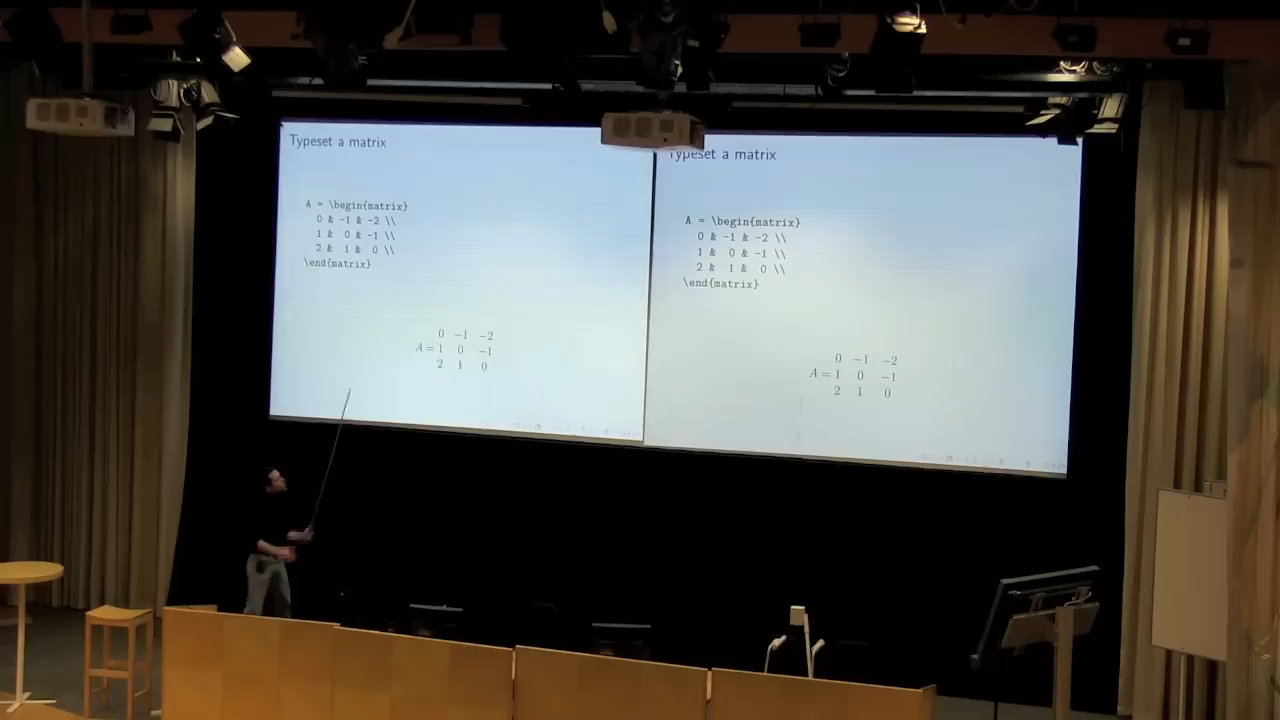 Typeset a matrix
A = \begin{matrix}
0 & -1 & -2 \\
1 & 0 & -1 \\
2 & 1 & 0 \\
\end{matrix}
0 −1 −2
A = 1 0 −1
2 1 0
Typeset a matrix
A = \begin{matrix}
0 & -1 & -2 \\
1 & 0 & -1 \\
2 & 1 & 0 \\
\end{matrix}
0 −1 −2
A = 1 0 −1
2 1 0